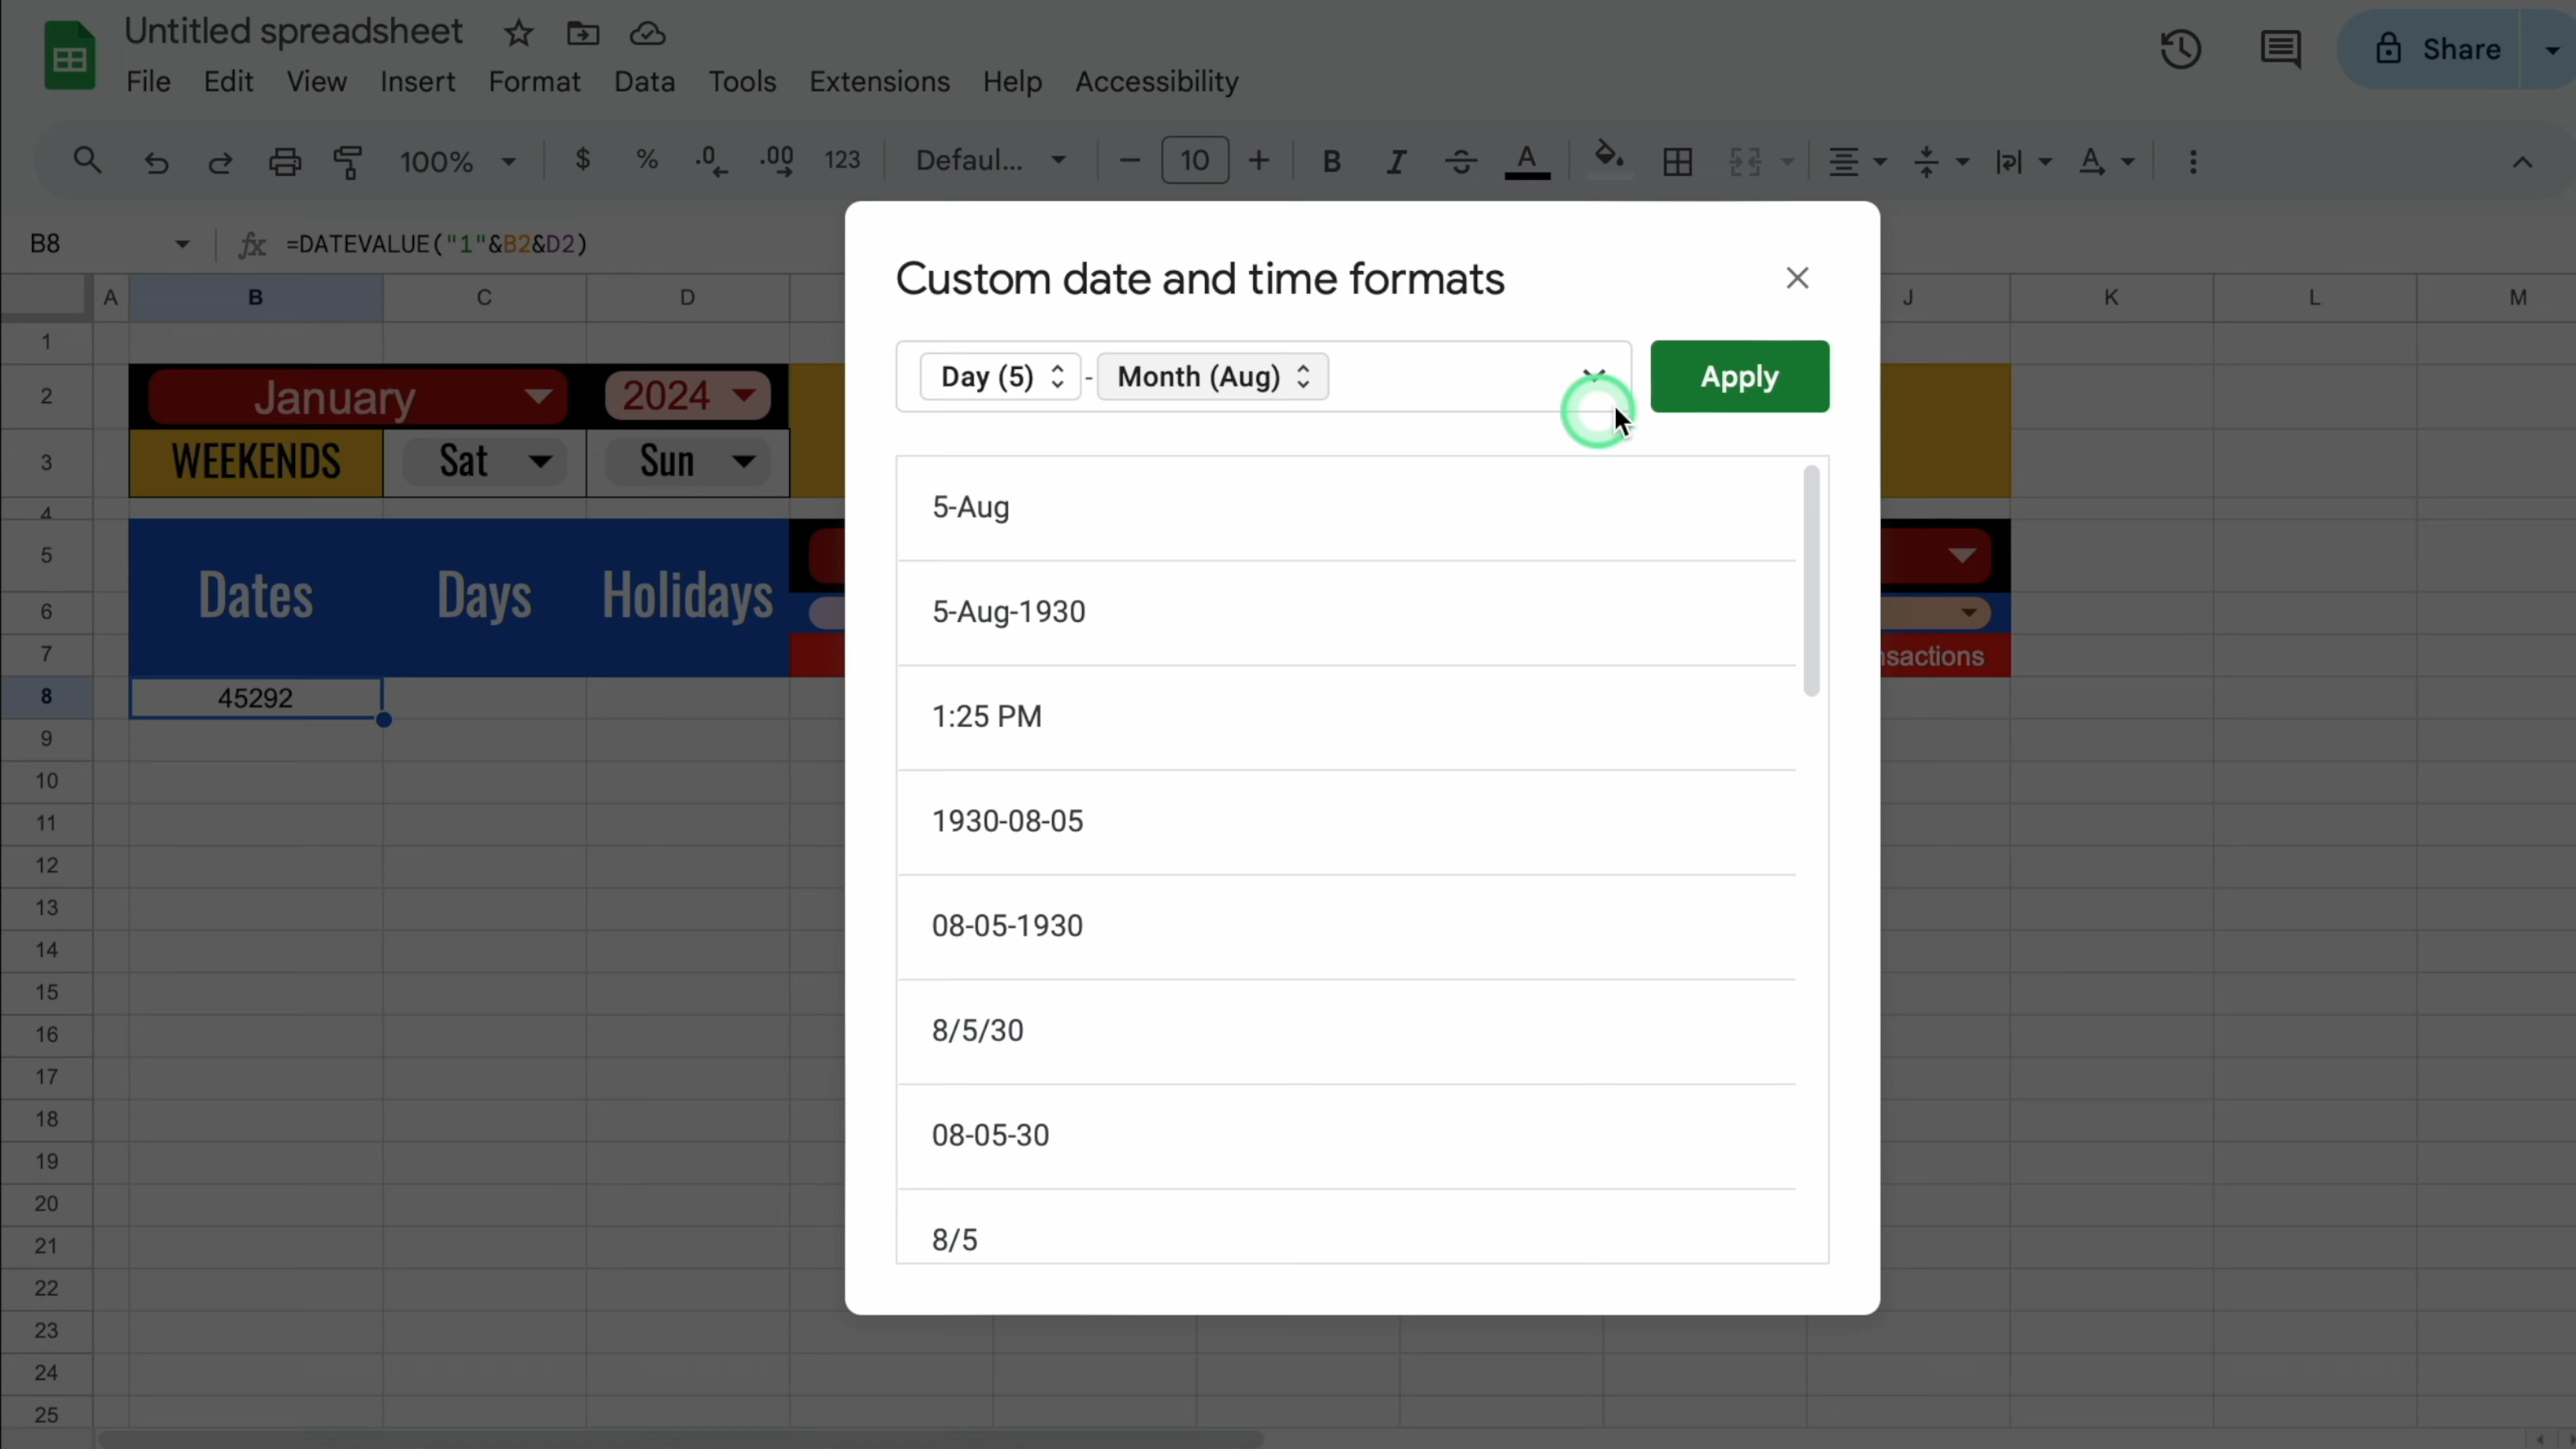 Untitled spreadsheet
File Edit View Insert Format Data Tools Extensions Help Accessibility
Share
100% $ % .0 .00 123 Defaul... 10 B I S A A
B8 fx =DATEVALUE("1"&B2&D2)
Custom date and time formats
A B C D J K L M
1
Day (5) - Month (Aug) Apply
2 January 2024
3 WEEKENDS Sat Sun
4
5-Aug
5
Dates Days Holidays
6
5-Aug-1930
7 nsactions
8 45292
1:25 PM
9
10
1930-08-05
11
12
13
08-05-1930
14
15
8/5/30
16
17
18
08-05-30
19
20
8/5
21
22
23
24
25